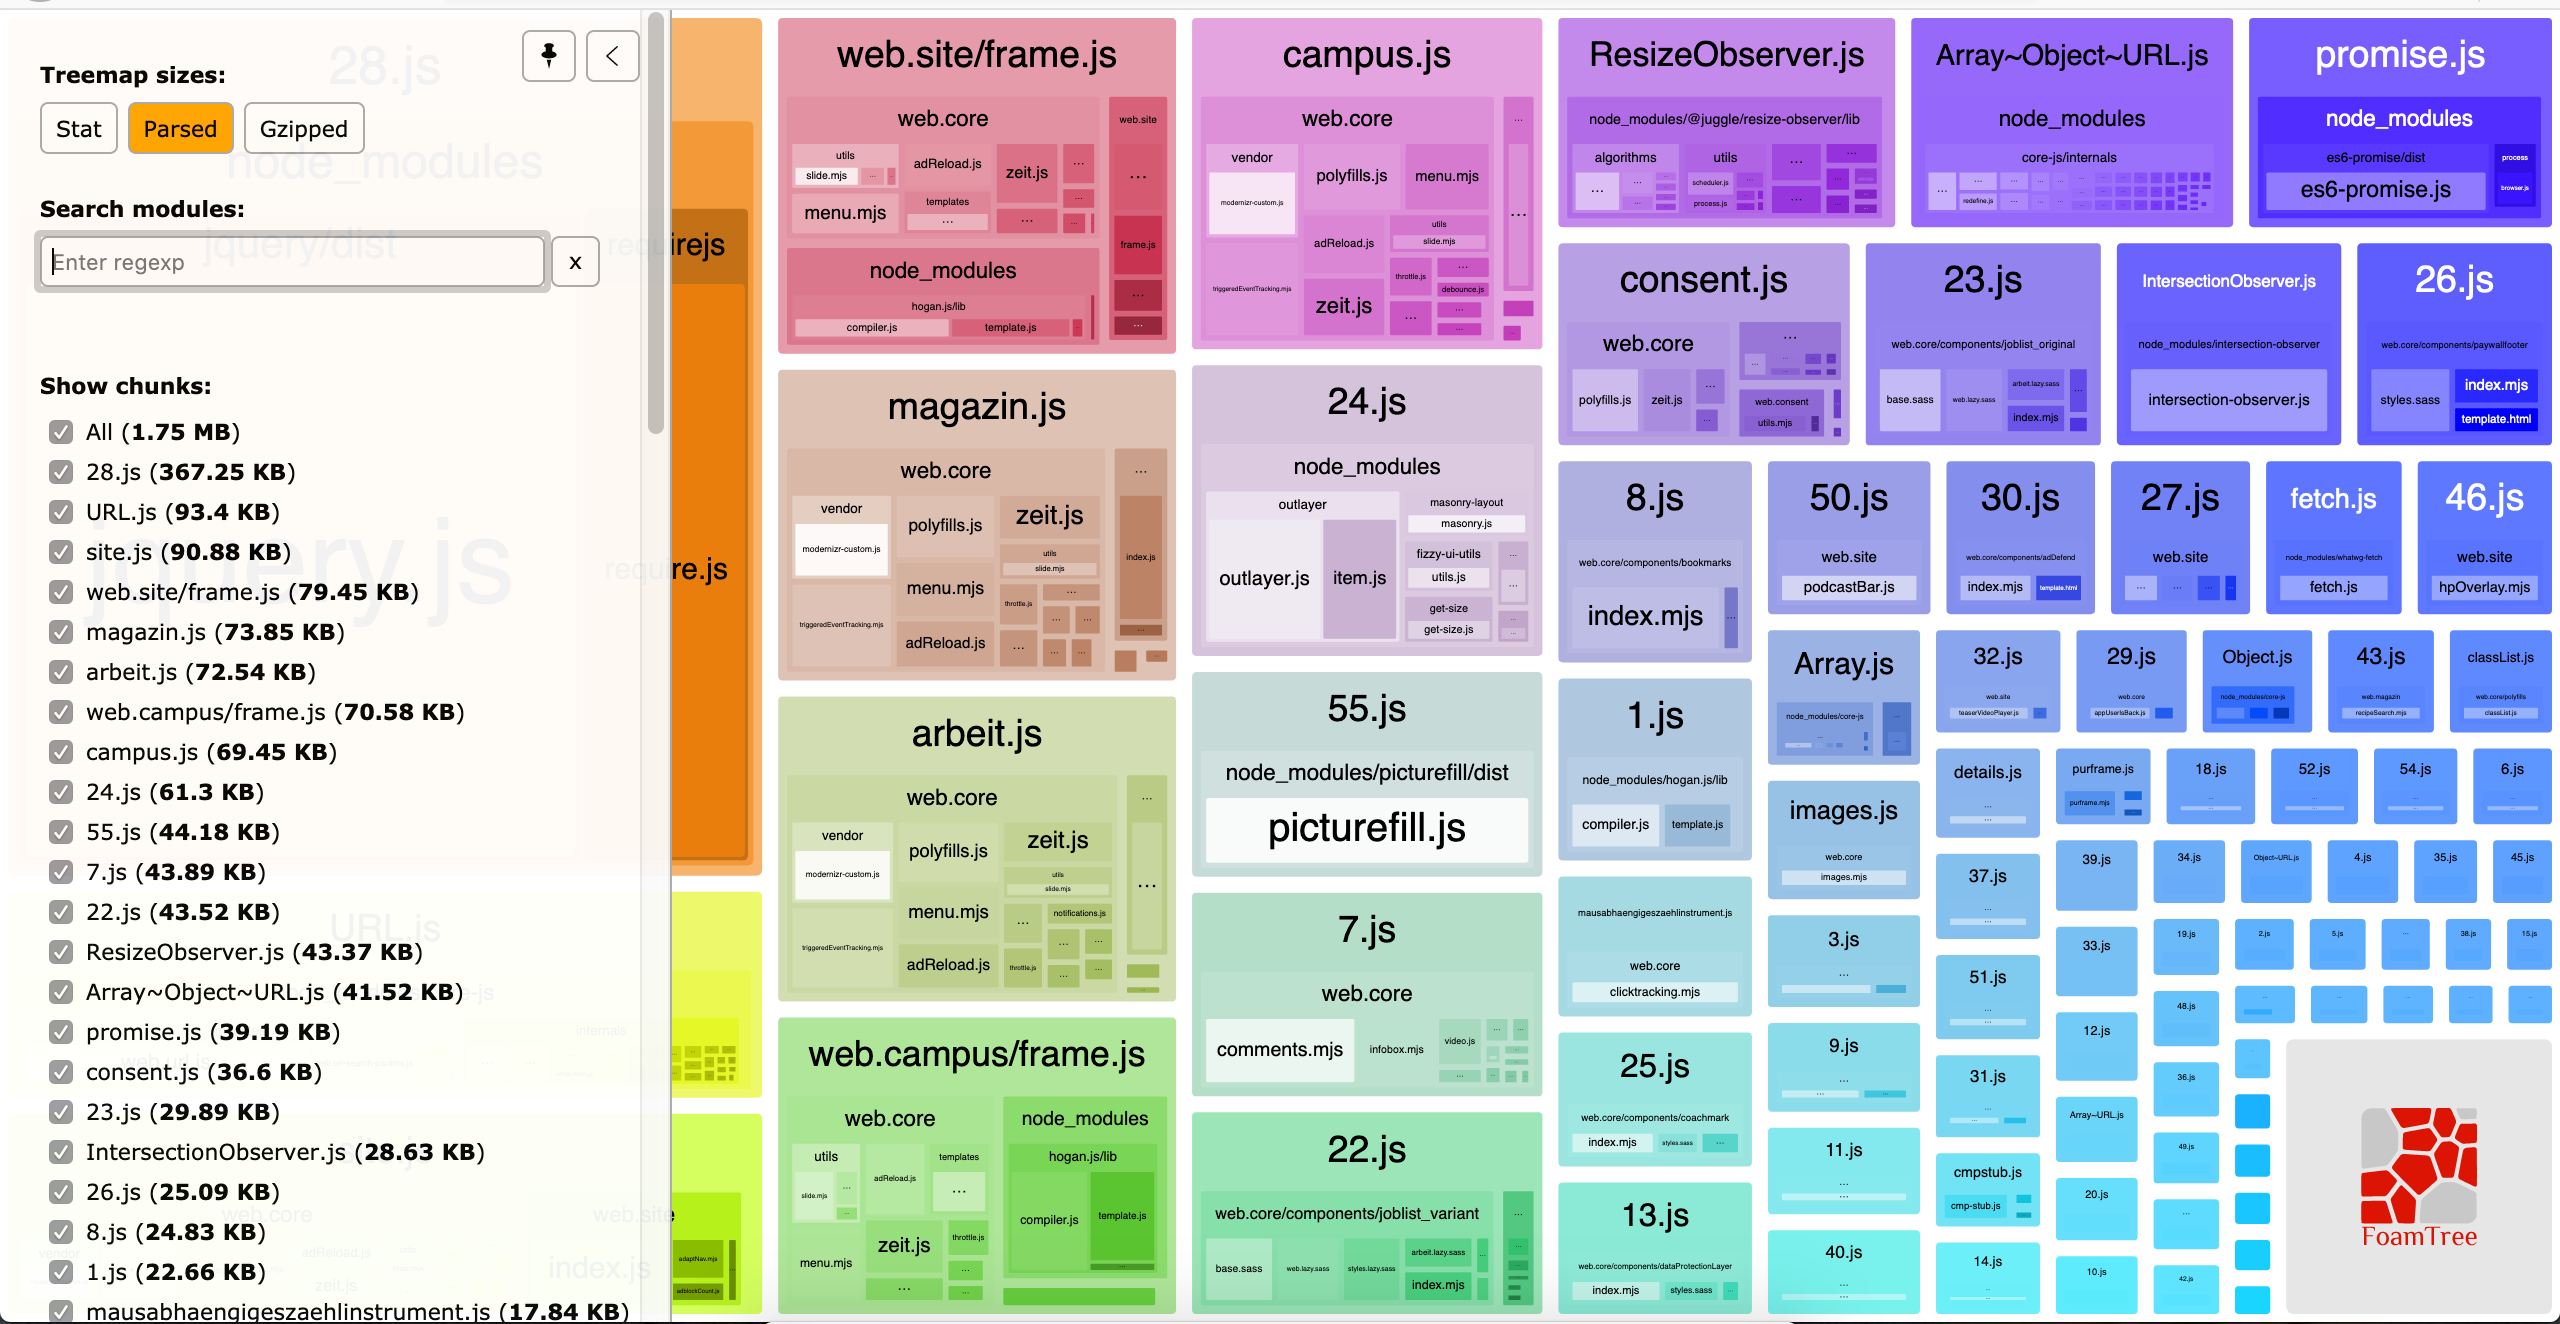 Treemap sizes:
Stat
Parsed
Gzipped
Search modules:
Enter regexp
x
Show chunks:
All (1.75 MB)
28.js (367.25 KB)
URL.js (93.4 KB)
site.js (90.88 KB)
web.site/frame.js (79.45 KB)
magazin.js (73.85 KB)
arbeit.js (72.54 KB)
web.campus/frame.js (70.58 KB)
campus.js (69.45 KB)
24.js (61.3 KB)
55.js (44.18 KB)
7.js (43.89 KB)
22.js (43.52 KB)
ResizeObserver.js (43.37 KB)
Array~Object~URL.js (41.52 KB)
promise.js (39.19 KB)
consent.js (36.6 KB)
23.js (29.89 KB)
IntersectionObserver.js (28.63 KB)
26.js (25.09 KB)
8.js (24.83 KB)
1.js (22.66 KB)
mausabhaengigeszaehlinstrument.js (17.84 KB)
28.js
node_modules
jquery/dist
jquery.js
requirejs
require.js
URL.js
internals
web.core
web.site
vendor
adReload.js
zeit.js
index.js
adaptNav.mjs
adblockCount.js
web.site/frame.js
web.core
utils
slide.mjs
menu.mjs
adReload.js
templates
...
zeit.js
...
web.site
...
frame.js
...
node_modules
hogan.js/lib
compiler.js
template.js
magazin.js
web.core
vendor
modernizr-custom.js
triggeredEventTracking.mjs
polyfills.js
menu.mjs
adReload.js
zeit.js
utils
slide.mjs
throttle.js
...
index.js
arbeit.js
web.core
vendor
modernizr-custom.js
triggeredEventTracking.mjs
polyfills.js
menu.mjs
adReload.js
zeit.js
utils
slide.mjs
notifications.js
throttle.js
...
web.campus/frame.js
web.core
utils
slide.mjs
menu.mjs
adReload.js
templates
...
zeit.js
throttle.js
...
node_modules
hogan.js/lib
compiler.js
template.js
campus.js
web.core
vendor
modernizr-custom.js
triggeredEventTracking.mjs
polyfills.js
menu.mjs
adReload.js
utils
slide.mjs
throttle.js
debounce.js
zeit.js
...
24.js
node_modules
outlayer
outlayer.js
item.js
masonry-layout
masonry.js
fizzy-ui-utils
utils.js
get-size
get-size.js
...
55.js
node_modules/picturefill/dist
picturefill.js
7.js
web.core
comments.mjs
infobox.mjs
video.js
...
22.js
web.core/components/joblist_variant
base.sass
web.lazy.sass
styles.lazy.sass
arbeit.lazy.sass
index.mjs
...
ResizeObserver.js
node_modules/@juggle/resize-observer/lib
algorithms
...
utils
scheduler.js
process.js
...
Array~Object~URL.js
node_modules
core-js/internals
...
redefine.js
promise.js
node_modules
es6-promise/dist
es6-promise.js
process
browser.js
consent.js
web.core
polyfills.js
zeit.js
...
web.consent
utils.mjs
23.js
web.core/components/joblist_original
base.sass
web.lazy.sass
arbeit.lazy.sass
index.mjs
...
IntersectionObserver.js
node_modules/intersection-observer
intersection-observer.js
26.js
web.core/components/paywallfooter
styles.sass
index.mjs
template.html
8.js
web.core/components/bookmarks
index.mjs
...
50.js
web.site
podcastBar.js
30.js
web.core/components/adDefend
index.mjs
template.html
27.js
web.site
...
fetch.js
node_modules/whatwg-fetch
fetch.js
46.js
web.site
hpOverlay.mjs
1.js
node_modules/hogan.js/lib
compiler.js
template.js
Array.js
node_modules/core-js
...
32.js
web.site
teaserVideoPlayer.js
29.js
web.core
appUserIsBack.js
Object.js
node_modules/core-js
43.js
web.magazin
recipeSearch.mjs
classList.js
web.core/polyfills
classList.js
images.js
web.core
images.mjs
details.js
...
purframe.js
purframe.mjs
18.js
...
52.js
...
54.js
...
6.js
...
mausabhaengigeszaehlinstrument.js
web.core
clicktracking.mjs
3.js
...
37.js
...
39.js
34.js
Object~URL.js
4.js
35.js
45.js
33.js
19.js
2.js
5.js
...
38.js
15.js
25.js
web.core/components/coachmark
index.mjs
styles.sass
...
9.js
...
51.js
...
12.js
48.js
31.js
...
Array~URL.js
36.js
49.js
13.js
web.core/components/dataProtectionLayer
index.mjs
styles.sass
...
11.js
...
cmpstub.js
cmp-stub.js
20.js
...
40.js
...
14.js
...
10.js
42.js
FoamTree